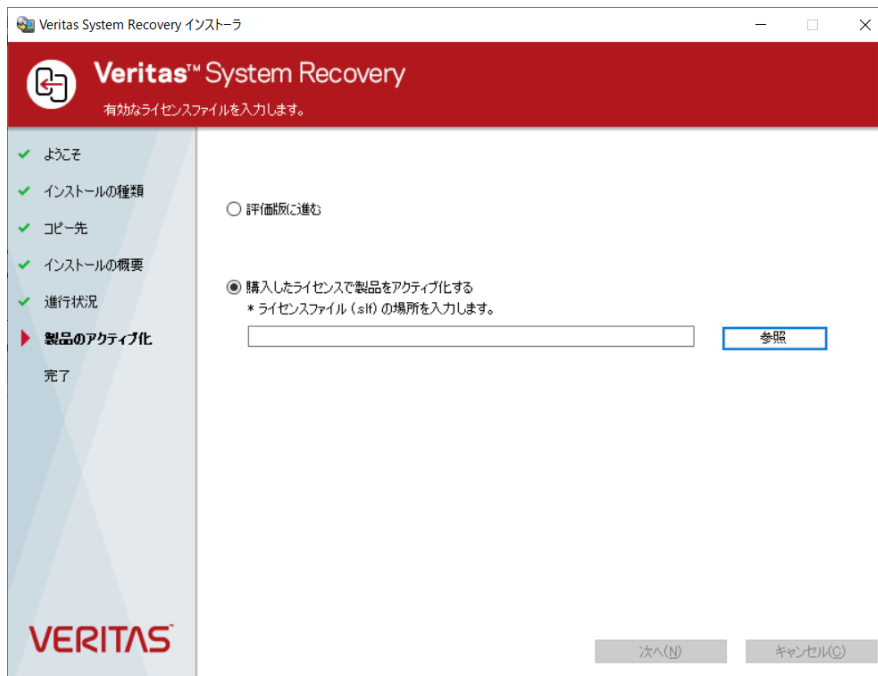 Veritas System Recovery インストーラ
Veritas™ System Recovery
有効なライセンスファイルを入力します。
ようこそ
インストールの種類
コピー先
インストールの概要
進行状況
製品のアクティブ化
完了
評価版に進む
購入したライセンスで製品をアクティブ化する
* ライセンスファイル (.slf) の場所を入力します。
参照
VERITAS™
次へ(N)
キャンセル(C)